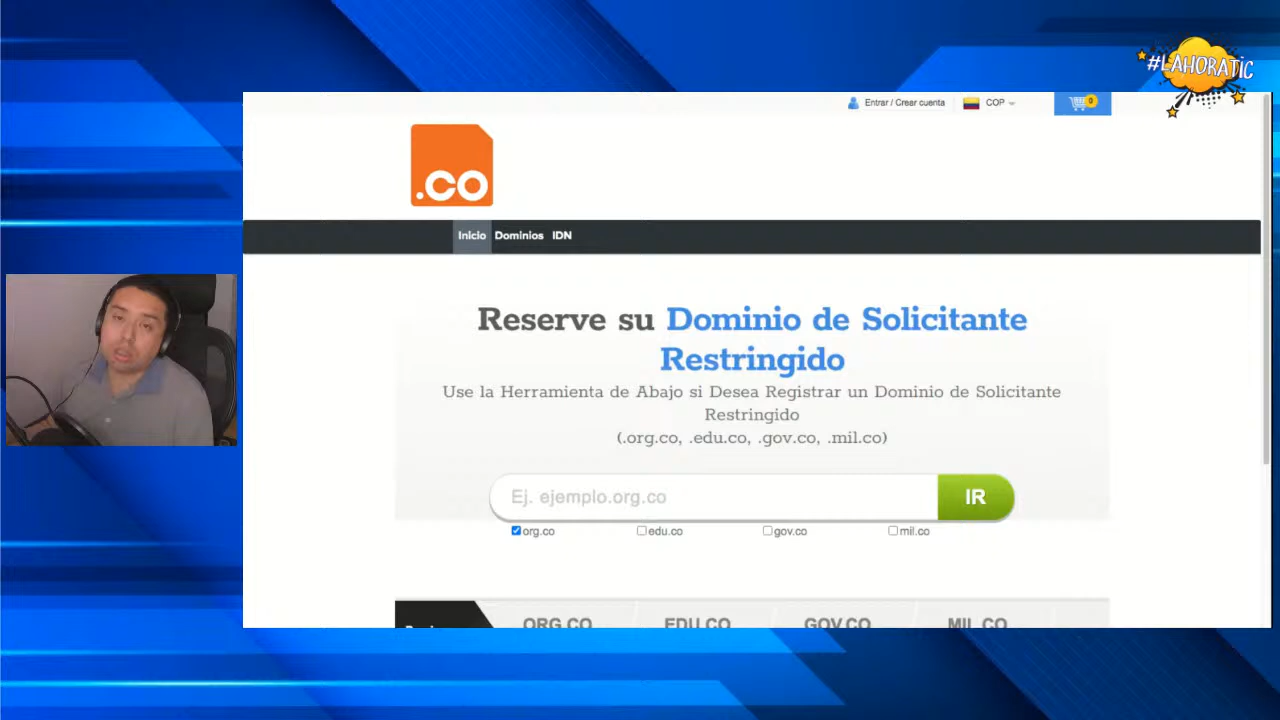 #LAHORATIC
Entrar / Crear cuenta
COP
0
.co
Inicio Dominios IDN
Reserve su Dominio de Solicitante
Restringido
Use la Herramienta de Abajo si Desea Registrar un Dominio de Solicitante
Restringido
(.org.co, .edu.co, .gov.co, .mil.co)
Ej. ejemplo.org.co
IR
org.co edu.co gov.co mil.co
ORG.CO EDU.CO GOV.CO MIL.CO